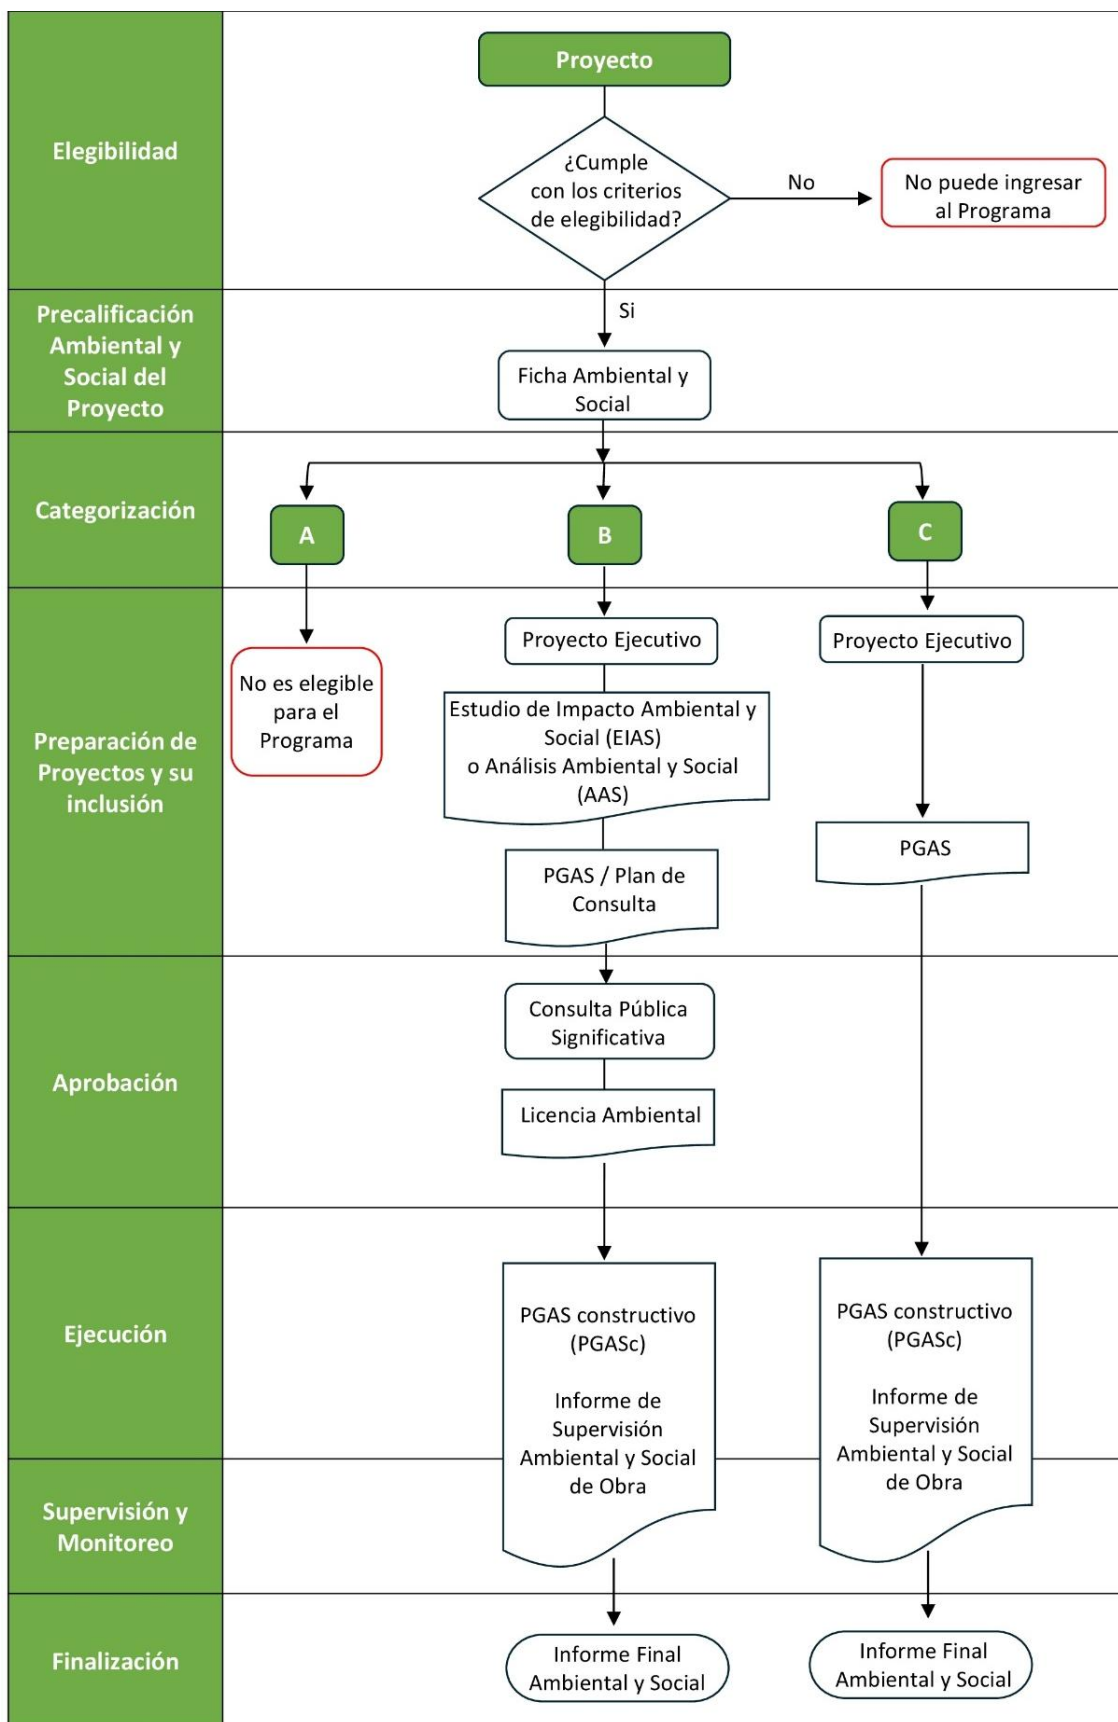 Proyecto
Elegibilidad
¿Cumple
con los criterios
de elegibilidad?
No
No puede ingresar
al Programa
Si
Precalificación
Ambiental y
Social del
Proyecto
Ficha Ambiental y
Social
Categorización
A
B
C
Preparación de
Proyectos y su
inclusión
No es elegible
para el
Programa
Proyecto Ejecutivo
Estudio de Impacto Ambiental y
Social (EIAS)
o Análisis Ambiental y Social
(AAS)
PGAS / Plan de
Consulta
Proyecto Ejecutivo
PGAS
Aprobación
Consulta Pública
Significativa
Licencia Ambiental
Ejecución
PGAS constructivo
(PGASc)
Informe de
Supervisión
Ambiental y Social
de Obra
PGAS constructivo
(PGASc)
Informe de
Supervisión
Ambiental y Social
de Obra
Supervisión y
Monitoreo
Finalización
Informe Final
Ambiental y Social
Informe Final
Ambiental y Social